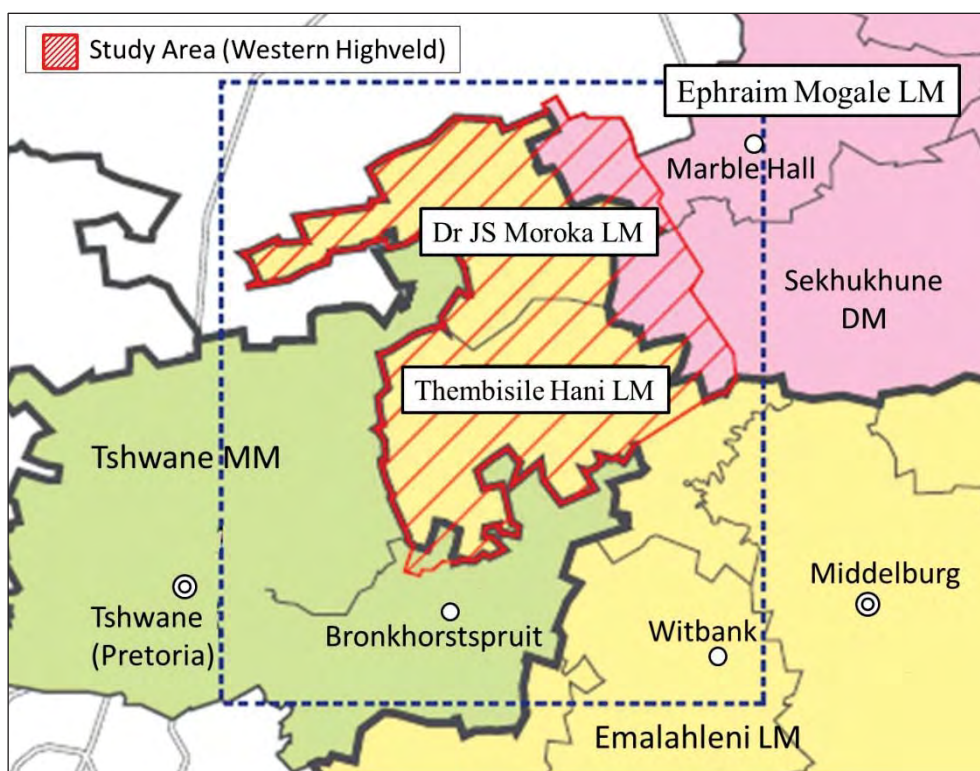 Study Area (Western Highveld)
Ephraim Mogale LM
Marble Hall
Dr JS Moroka LM
Sekhukhune
DM
Thembisile Hani LM
Tshwane MM
Middelburg
Tshwane
(Pretoria)
Bronkhorstspruit
Witbank
Emalahleni LM